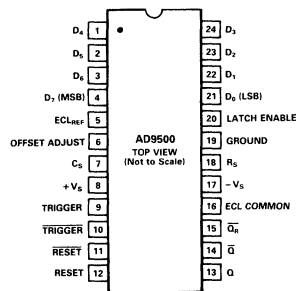 D4 1
D5 2
D6 3
D7 (MSB) 4
ECLREF 5
OFFSET ADJUST 6
CS 7
+VS 8
TRIGGER 9
TRIGGER 10
RESET 11
RESET 12
AD9500
TOP VIEW
(Not to Scale)
24 D3
23 D2
22 D1
21 D0 (LSB)
20 LATCH ENABLE
19 GROUND
18 RS
17 -VS
16 ECL COMMON
15 QR
14 Q
13 Q